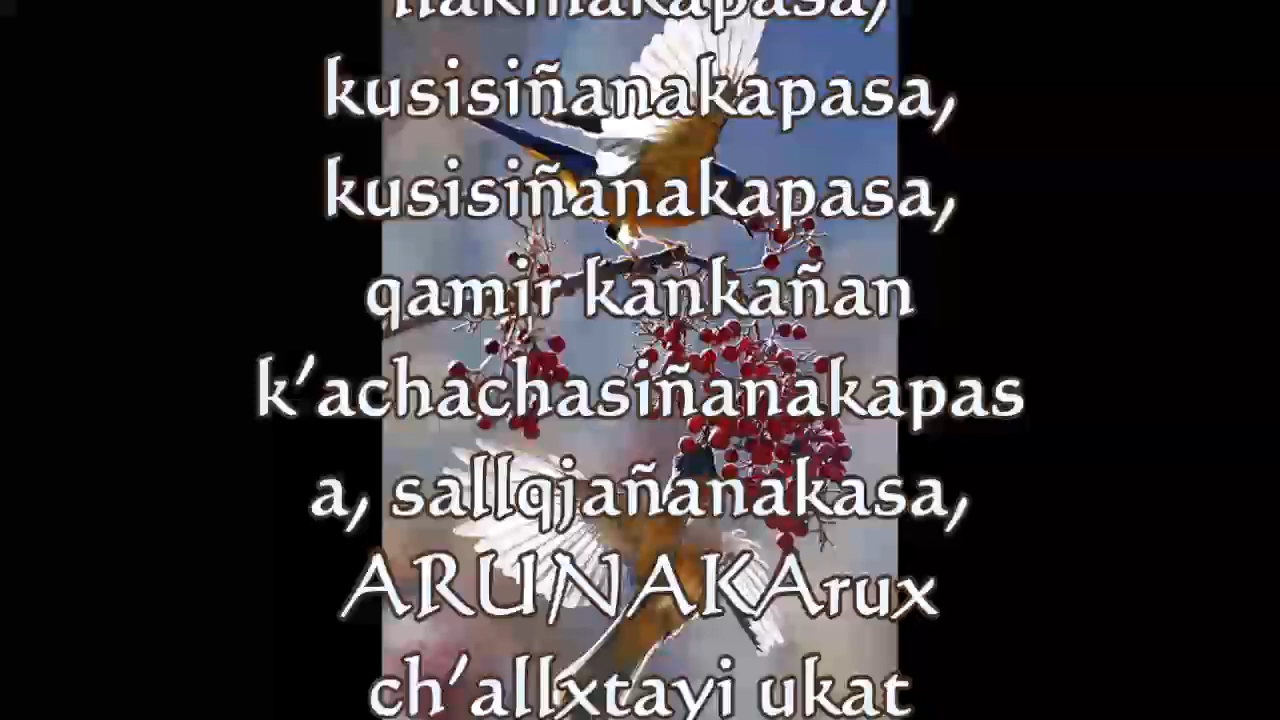 kusisiñanakapasa,
kusisiñanakapasa,
qamir kankañan
k’achachasiñanakapas
a, sallqjañanakasa,
ARUNAKArux
ch’allxtayi ukat